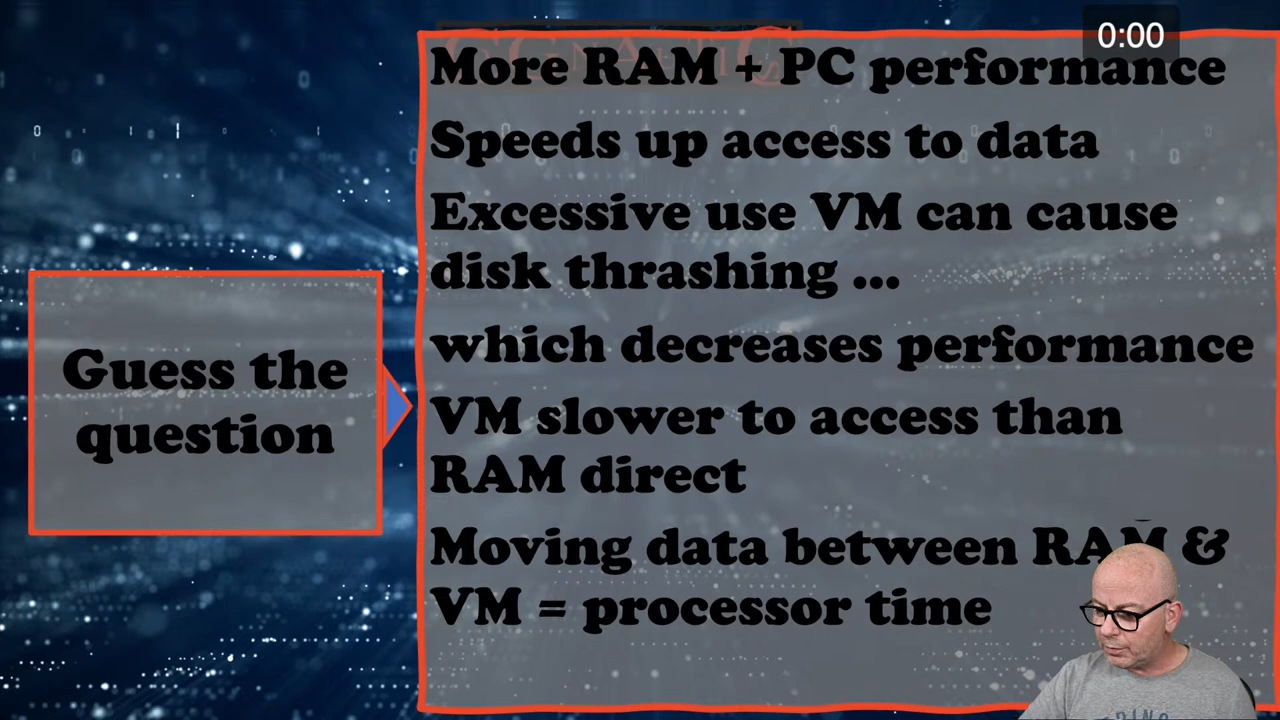 0:00
More RAM + PC performance
Speeds up access to data
Excessive use VM can cause
disk thrashing ...
which decreases performance
VM slower to access than
RAM direct
Moving data between RAM &
VM = processor time
Guess the
question